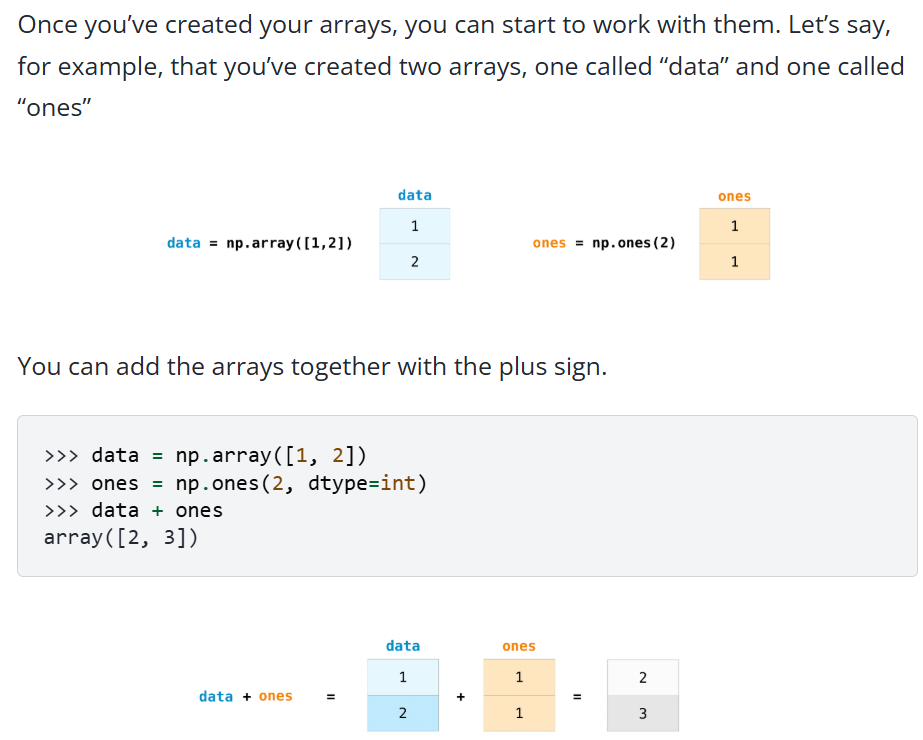 Once you’ve created your arrays, you can start to work with them. Let’s say,
for example, that you’ve created two arrays, one called “data” and one called
“ones”
data
ones
1
1
data = np.array([1,2])
ones = np.ones(2)
2
1
You can add the arrays together with the plus sign.
>>> data = np.array([1, 2])
>>> ones = np.ones(2, dtype=int)
>>> data + ones
array([2, 3])
data
ones
1
1
2
data + ones = + =
2
1
3